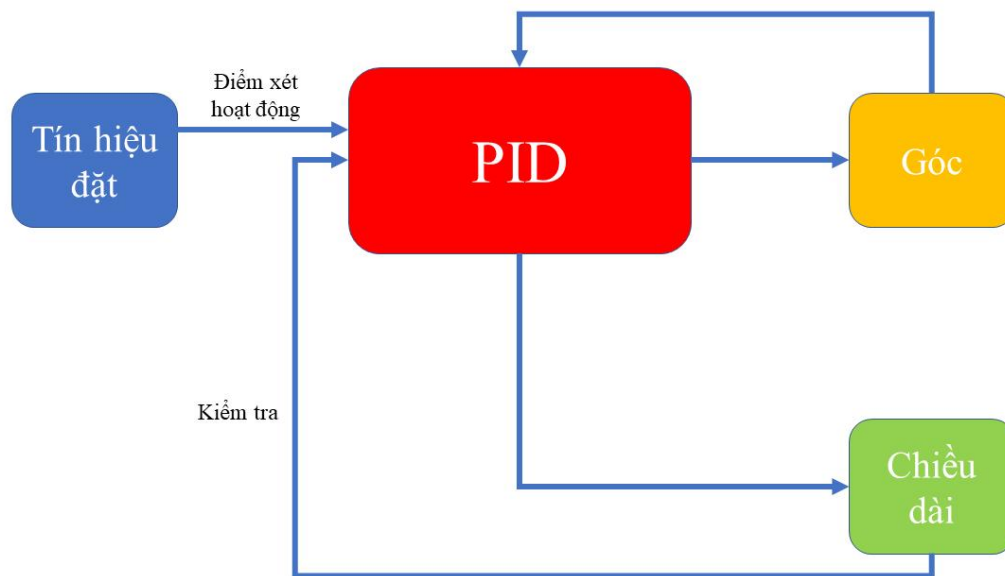 Điểm xét
hoạt động
Tín hiệu
đặt
PID
Góc
Kiểm tra
Chiều
dài